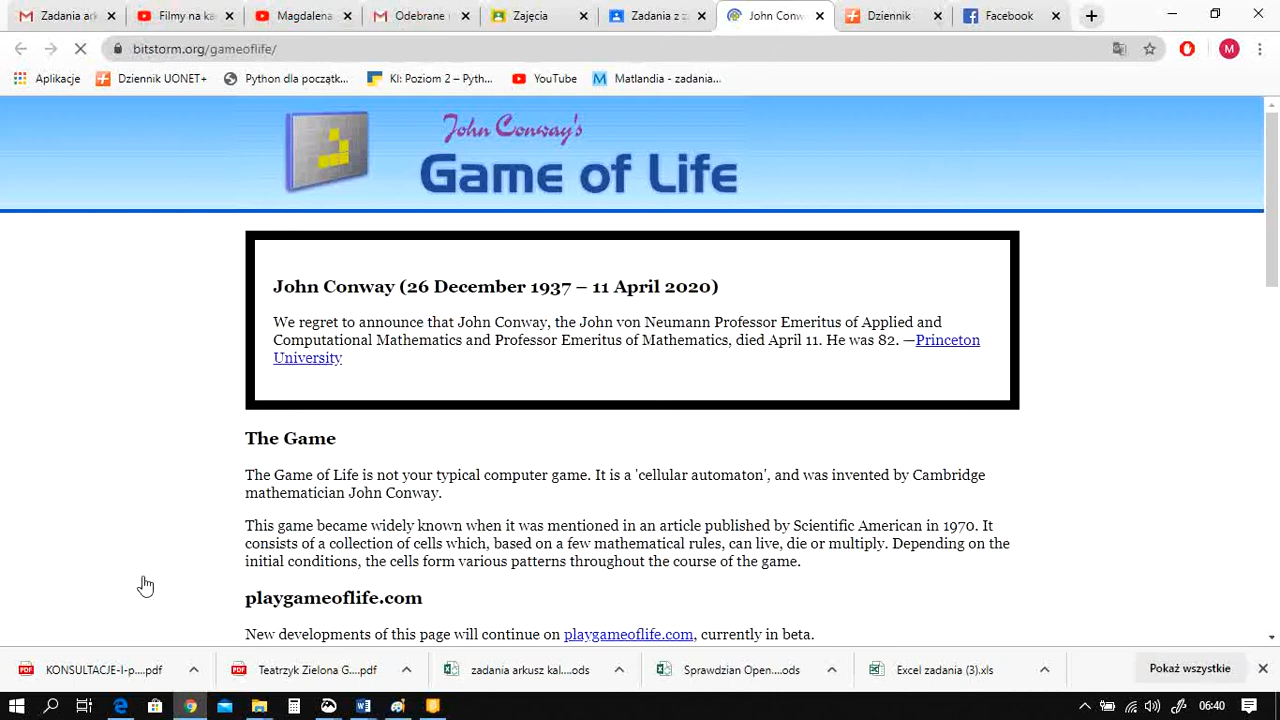 Zadania ark
Filmy na ka
Magdalena
Odebrane (
Zajęcia
Zadania z z
John Conw
Dziennik
Facebook
bitstorm.org/gameoflife/
M
Aplikacje
Dziennik UONET+
Python dla początk...
KI: Poziom 2 – Pyth...
YouTube
Matlandia - zadania...
John Conway's
Game of Life
John Conway (26 December 1937 – 11 April 2020)
We regret to announce that John Conway, the John von Neumann Professor Emeritus of Applied and
Computational Mathematics and Professor Emeritus of Mathematics, died April 11. He was 82. —Princeton
University
The Game
The Game of Life is not your typical computer game. It is a 'cellular automaton', and was invented by Cambridge
mathematician John Conway.
This game became widely known when it was mentioned in an article published by Scientific American in 1970. It
consists of a collection of cells which, based on a few mathematical rules, can live, die or multiply. Depending on the
initial conditions, the cells form various patterns throughout the course of the game.
playgameoflife.com
New developments of this page will continue on playgameoflife.com, currently in beta.
KONSULTACJE-I-p....pdf
Teatrzyk Zielona G....pdf
zadania arkusz kal....ods
Sprawdzian Open....ods
Excel zadania (3).xls
Pokaż wszystkie
06:40